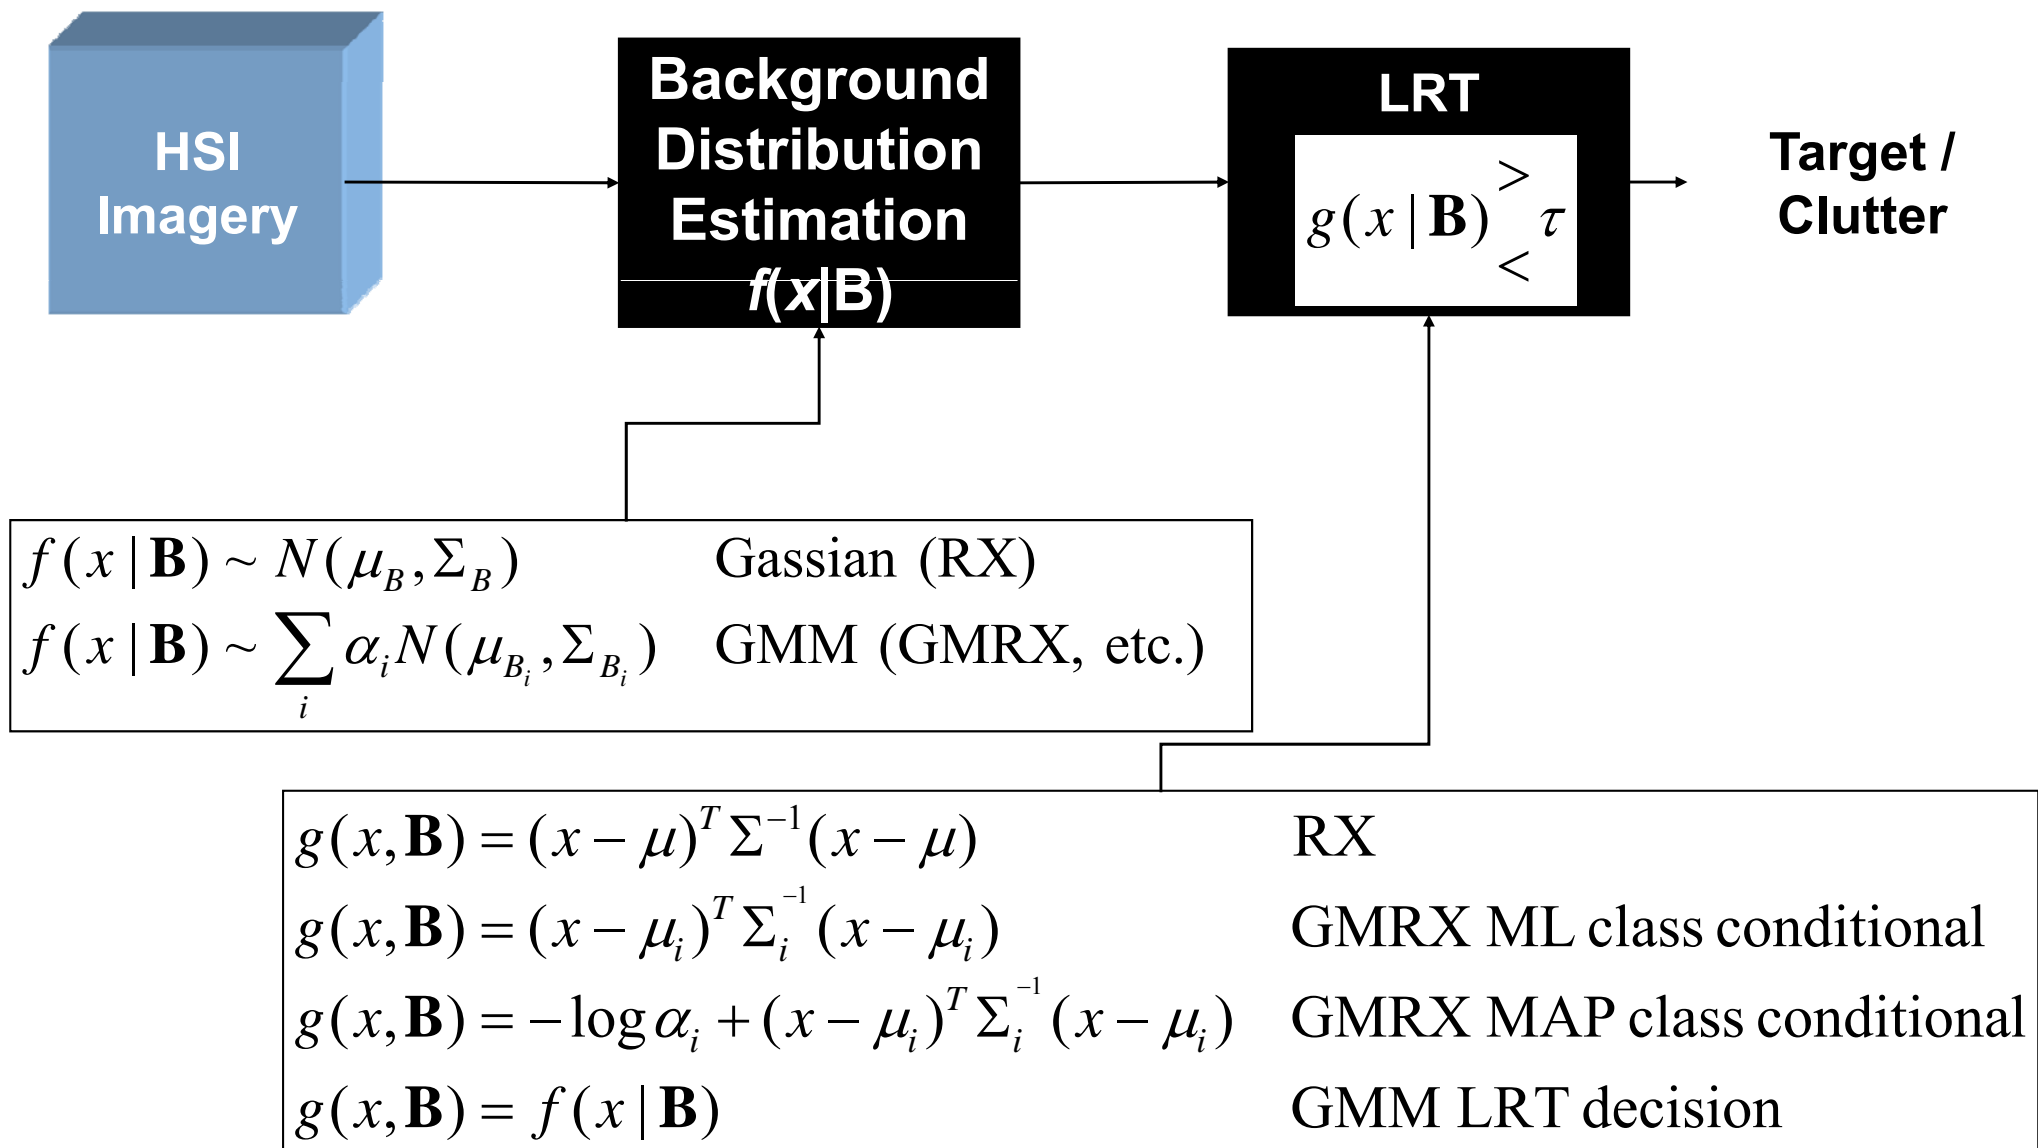 HSI
Imagery
Background
Distribution
Estimation
f(x|B)
LRT
g(x | B) > < τ
Target /
Clutter
f(x | B) ~ N(μ_B, Σ_B) Gassian (RX)
f(x | B) ~ ∑_i α_i N(μ_{B_i}, Σ_{B_i}) GMM (GMRX, etc.)
g(x, B) = (x − μ)^T Σ^{−1} (x − μ) RX
g(x, B) = (x − μ_i)^T Σ_i^{−1} (x − μ_i) GMRX ML class conditional
g(x, B) = − log α_i + (x − μ_i)^T Σ_i^{−1} (x − μ_i) GMRX MAP class conditional
g(x, B) = f(x | B) GMM LRT decision